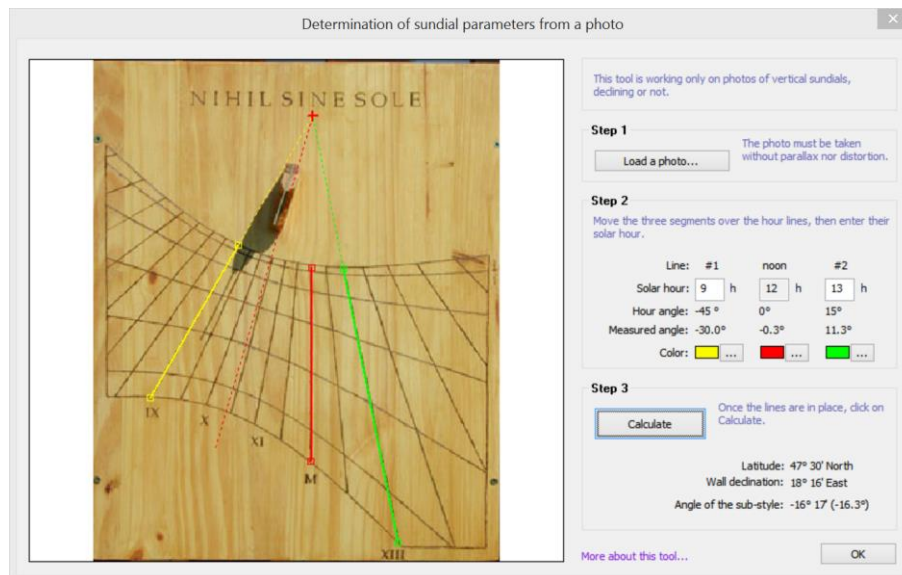 Determination of sundial parameters from a photo
NIHIL SINE SOLE
IX
X
XI
M
XIII
This tool is working only on photos of vertical sundials,
declining or not.
Step 1
Load a photo...
The photo must be taken
without parallax nor distortion.
Step 2
Move the three segments over the hour lines, then enter their
solar hour.
Line: #1 noon #2
Solar hour: 9 h 12 h 13 h
Hour angle: -45 ° 0° 15°
Measured angle: -30.0° -0.3° 11.3°
Color: ... ... ...
Step 3
Calculate
Once the lines are in place, click on
Calculate.
Latitude: 47° 30' North
Wall declination: 18° 16' East
Angle of the sub-style: -16° 17' (-16.3°)
More about this tool...
OK